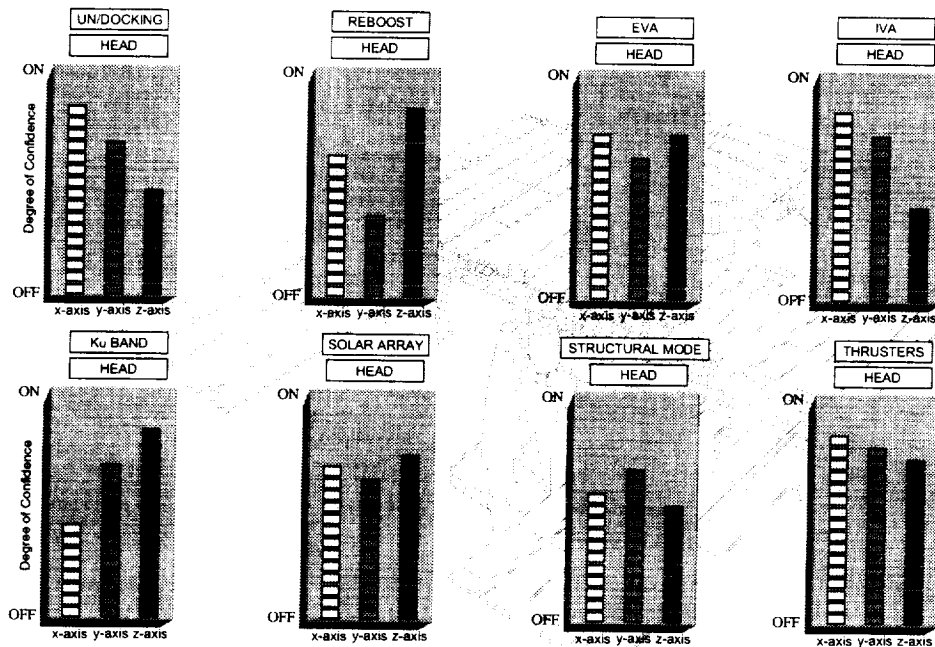 UN/DOCKING
HEAD
ON
Degree of Confidence
OFF
x-axis y-axis z-axis
REBOOST
HEAD
ON
OFF
x-axis y-axis z-axis
EVA
HEAD
ON
OFF
x-axis y-axis z-axis
IVA
HEAD
ON
OFF
x-axis y-axis z-axis
Ku BAND
HEAD
ON
Degree of Confidence
OFF
x-axis y-axis z-axis
SOLAR ARRAY
HEAD
ON
OFF
x-axis y-axis z-axis
STRUCTURAL MODE
HEAD
ON
OFF
x-axis y-axis z-axis
THRUSTERS
HEAD
ON
OFF
x-axis y-axis z-axis